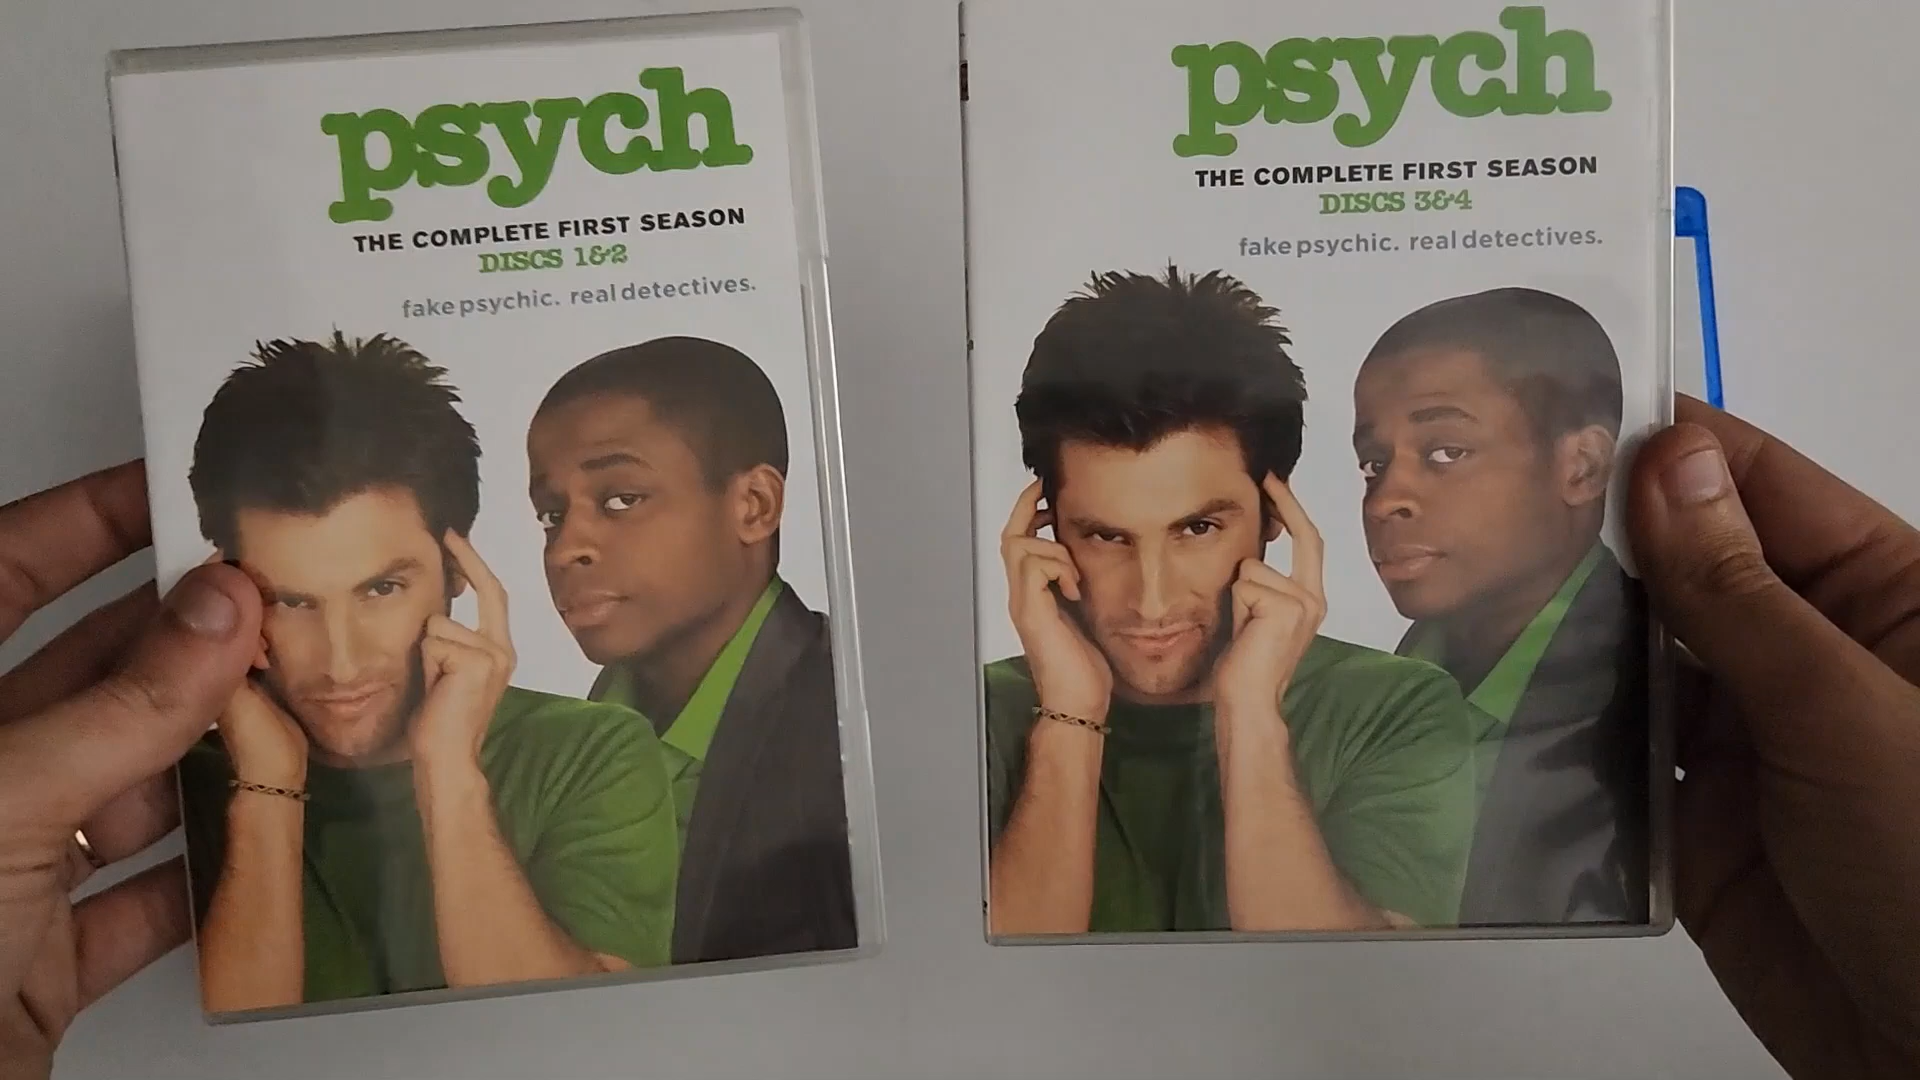 psych
THE COMPLETE FIRST SEASON
DISCS 1&2
fake psychic. real detectives.
psych
THE COMPLETE FIRST SEASON
DISCS 3&4
fake psychic. real detectives.